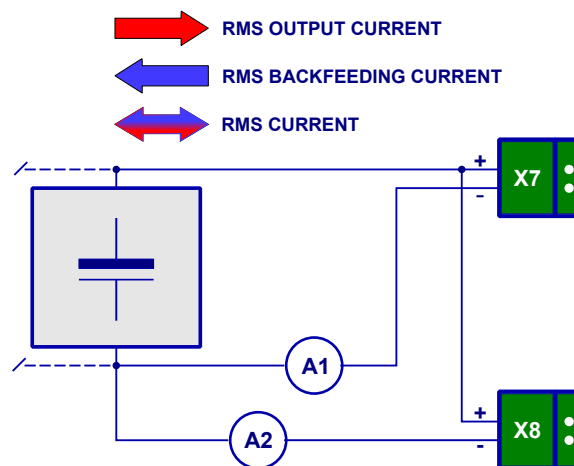 RMS OUTPUT CURRENT
RMS BACKFEEDING CURRENT
RMS CURRENT
+
X7
-
A1
+
X8
A2
-